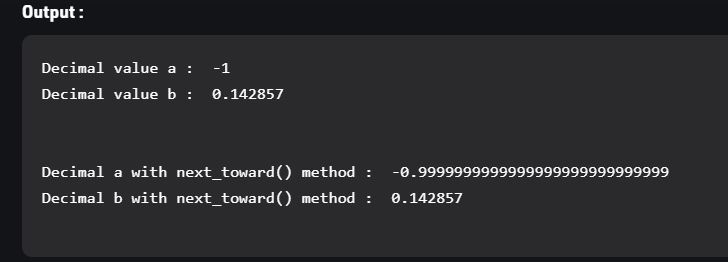 Output :
Decimal value a :  -1
Decimal value b :  0.142857
Decimal a with next_toward() method :  -0.9999999999999999999999999999
Decimal b with next_toward() method :  0.142857